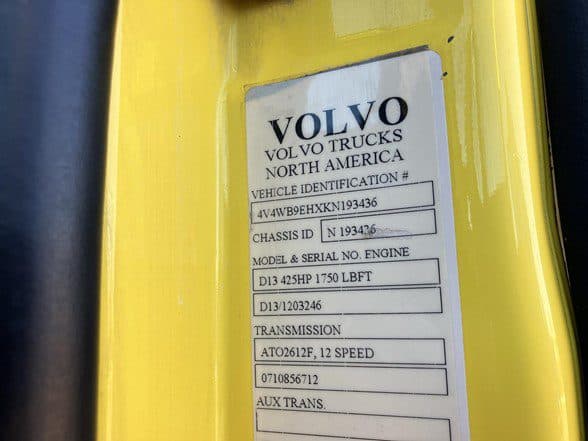 VOLVO
VOLVO TRUCKS
NORTH AMERICA
VEHICLE IDENTIFICATION #
4V4WB9EHXKN193436
CHASSIS ID N 193426
MODEL & SERIAL NO. ENGINE
D13 425HP 1750 LBFT
D13/1203246
TRANSMISSION
ATO2612F, 12 SPEED
0710856712
AUX TRANS.